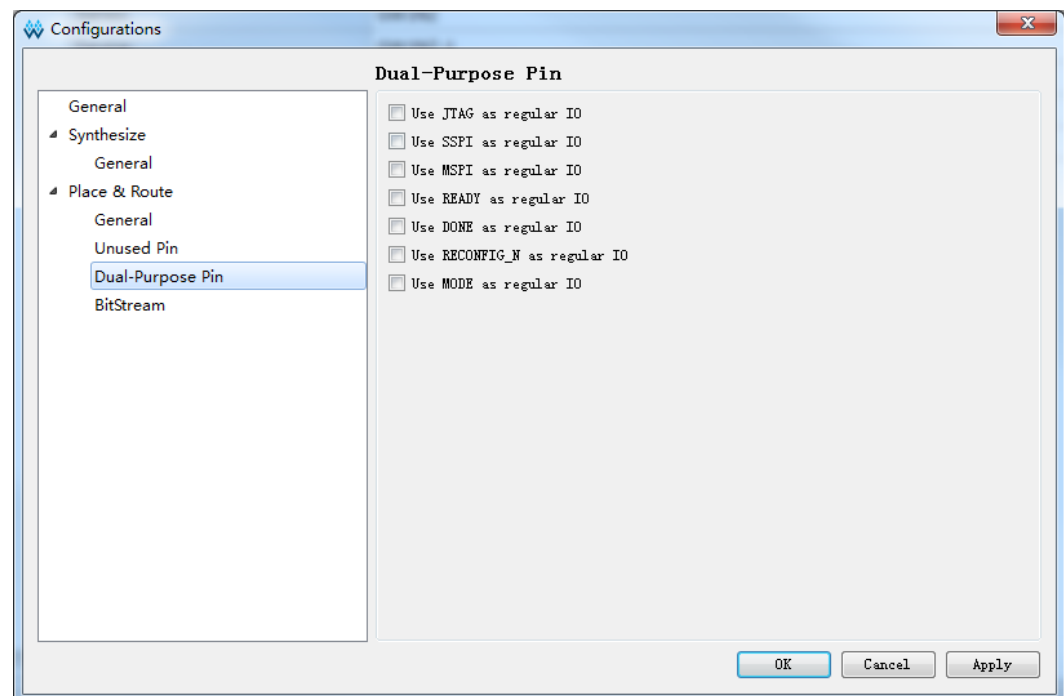 Configurations
Dual-Purpose Pin
General
Synthesize
General
Place & Route
General
Unused Pin
Dual-Purpose Pin
BitStream
Use JTAG as regular IO
Use SSPI as regular IO
Use MSPI as regular IO
Use READY as regular IO
Use DONE as regular IO
Use RECONFIG_N as regular IO
Use MODE as regular IO
OK
Cancel
Apply